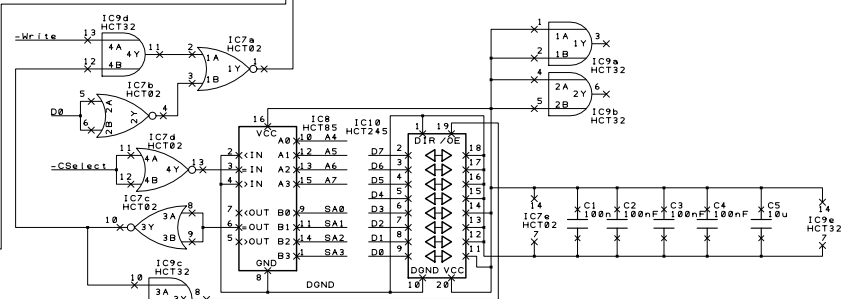 IC9d
HCT32
-Write
13
4A
4Y
11
12
4B
IC7a
HCT02
2
1A
1Y
1
3
1B
IC7b
HCT02
5
2A
2Y
4
D0
6
2B
IC7d
HCT02
11
4A
4Y
13
-CSelect
12
4B
IC7c
HCT02
10
3Y
3A
8
3B
9
IC9c
HCT32
10
3A
3Y
8
IC8
HCT85
16
VCC
A0 10 A4
2 <IN A1 12 A5
3 =IN A2 13 A6
4 >IN A3 15 A7
7 <OUT B0 9 SA0
6 =OUT B1 11 SA1
5 >OUT B2 14 SA2
B3 1 SA3
GND
8
DGND
IC10
HCT245
1 19
DIR /OE
D7 2 18
D6 3 17
D5 4 16
D4 5 15
D3 6 14
D2 7 13
D1 8 12
D0 9 11
DGND VCC
10 20
1
1A
1Y
3
2
1B
IC9a
HCT32
4
2A
2Y
6
5
2B
IC9b
HCT32
14
IC7e
HCT02
7
C1
100nF
C2
100nF
C3
100nF
C4
100nF
C5
10u
14
IC9e
HCT32
7